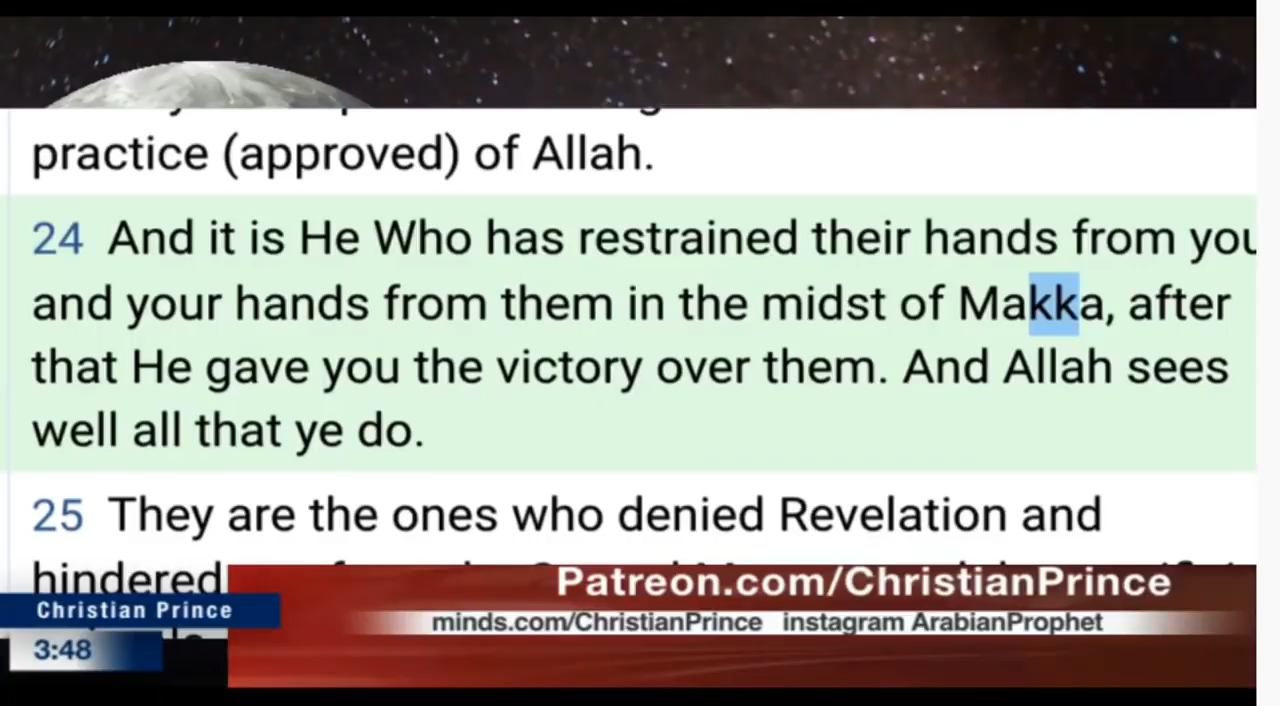 practice (approved) of Allah.
24 And it is He Who has restrained their hands from you
and your hands from them in the midst of Makka, after
that He gave you the victory over them. And Allah sees
well all that ye do.
25 They are the ones who denied Revelation and
hindered
Patreon.com/ChristianPrince
Christian Prince
minds.com/ChristianPrince instagram ArabianProphet
3:48